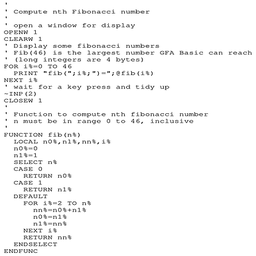 '
' Compute nth Fibonacci number
'
' open a window for display
OPENW 1
CLEARW 1
' Display some fibonacci numbers
' Fib(46) is the largest number GFA Basic can reach
' (long integers are 4 bytes)
FOR i%=0 TO 46
  PRINT "fib(";i%;")=";@fib(i%)
NEXT i%
' wait for a key press and tidy up
~INP(2)
CLOSEW 1
'
' Function to compute nth fibonacci number
' n must be in range 0 to 46, inclusive
'
FUNCTION fib(n%)
  LOCAL n0%,n1%,nn%,i%
  n0%=0
  n1%=1
  SELECT n%
  CASE 0
    RETURN n0%
  CASE 1
    RETURN n1%
  DEFAULT
    FOR i%=2 TO n%
      nn%=n0%+n1%
      n0%=n1%
      n1%=nn%
    NEXT i%
    RETURN nn%
  ENDSELECT
ENDFUNC